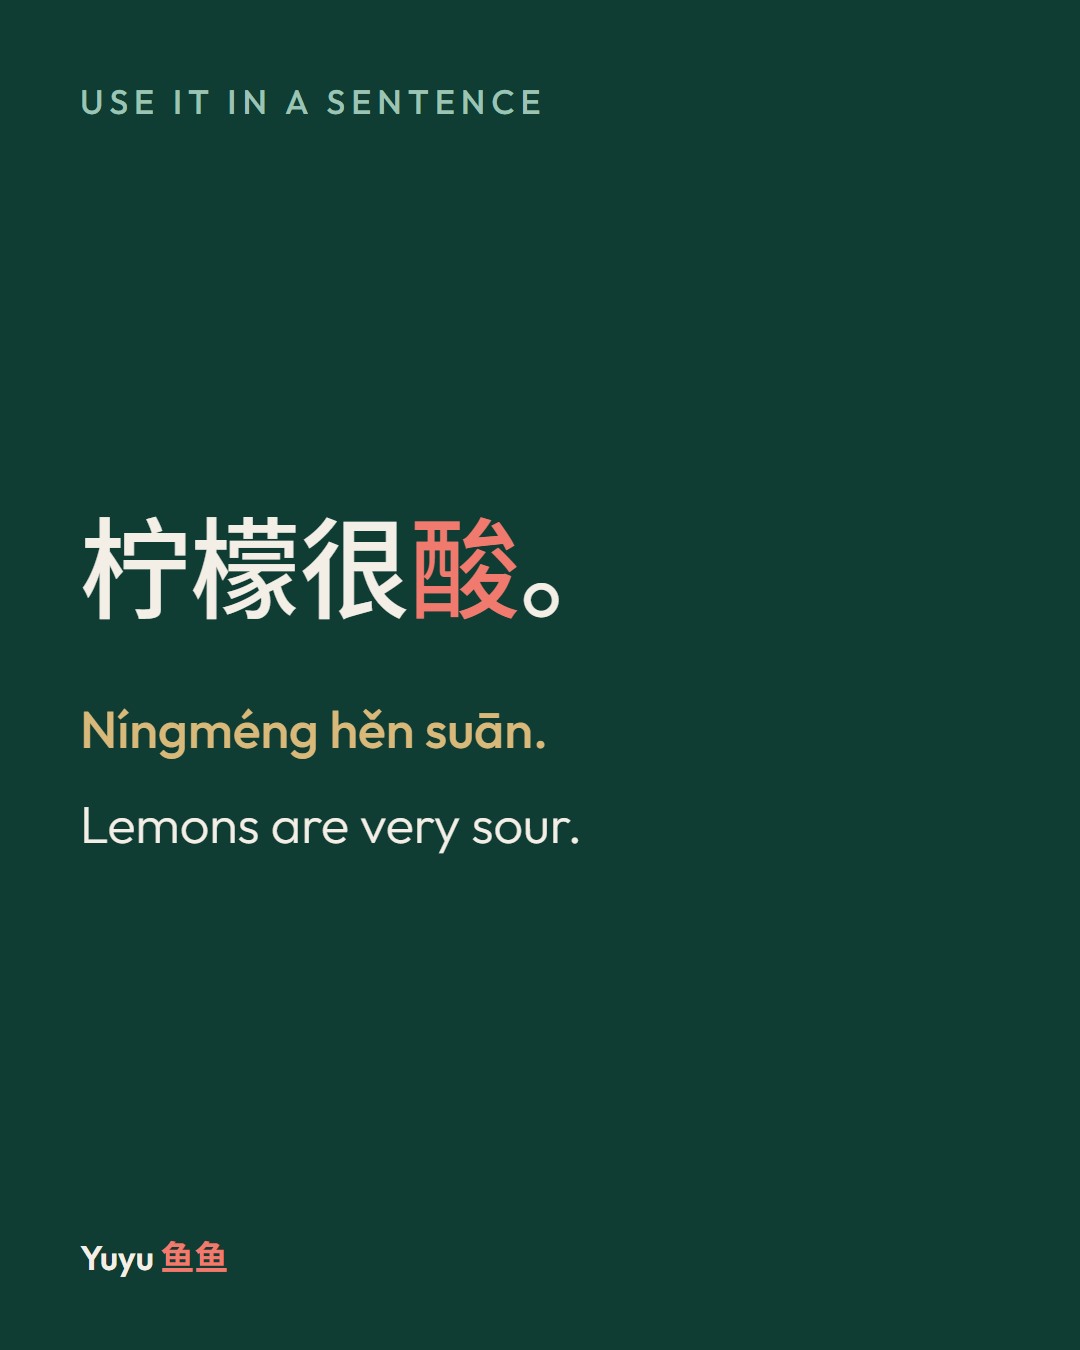 USE IT IN A SENTENCE
柠檬很酸。
Níngméng hěn suān.
Lemons are very sour.
Yuyu 鱼鱼